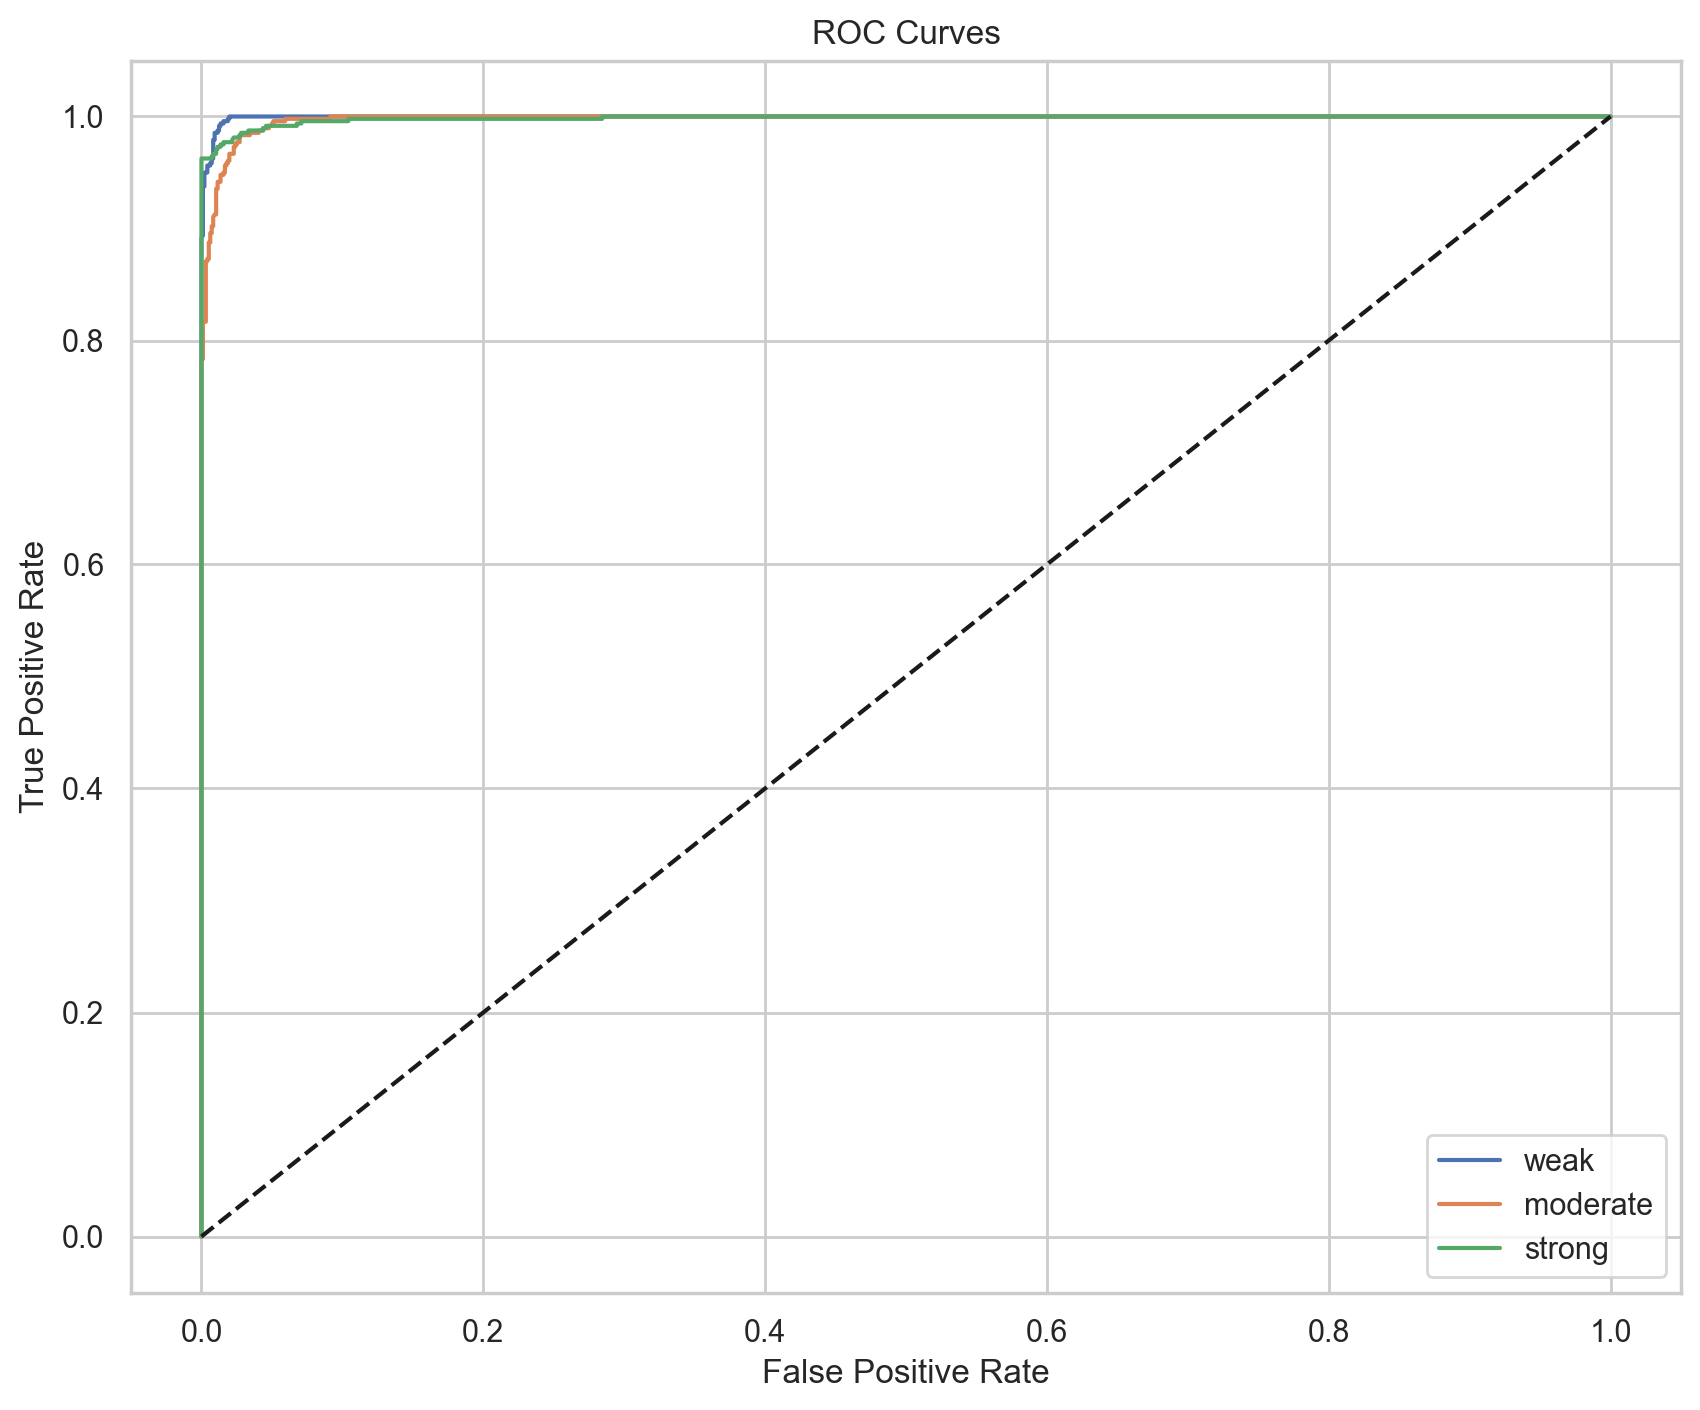 ROC Curves
True Positive Rate
1.0
0.8
0.6
0.4
0.2
0.0
0.0 0.2 0.4 0.6 0.8 1.0
False Positive Rate
weak
moderate
strong